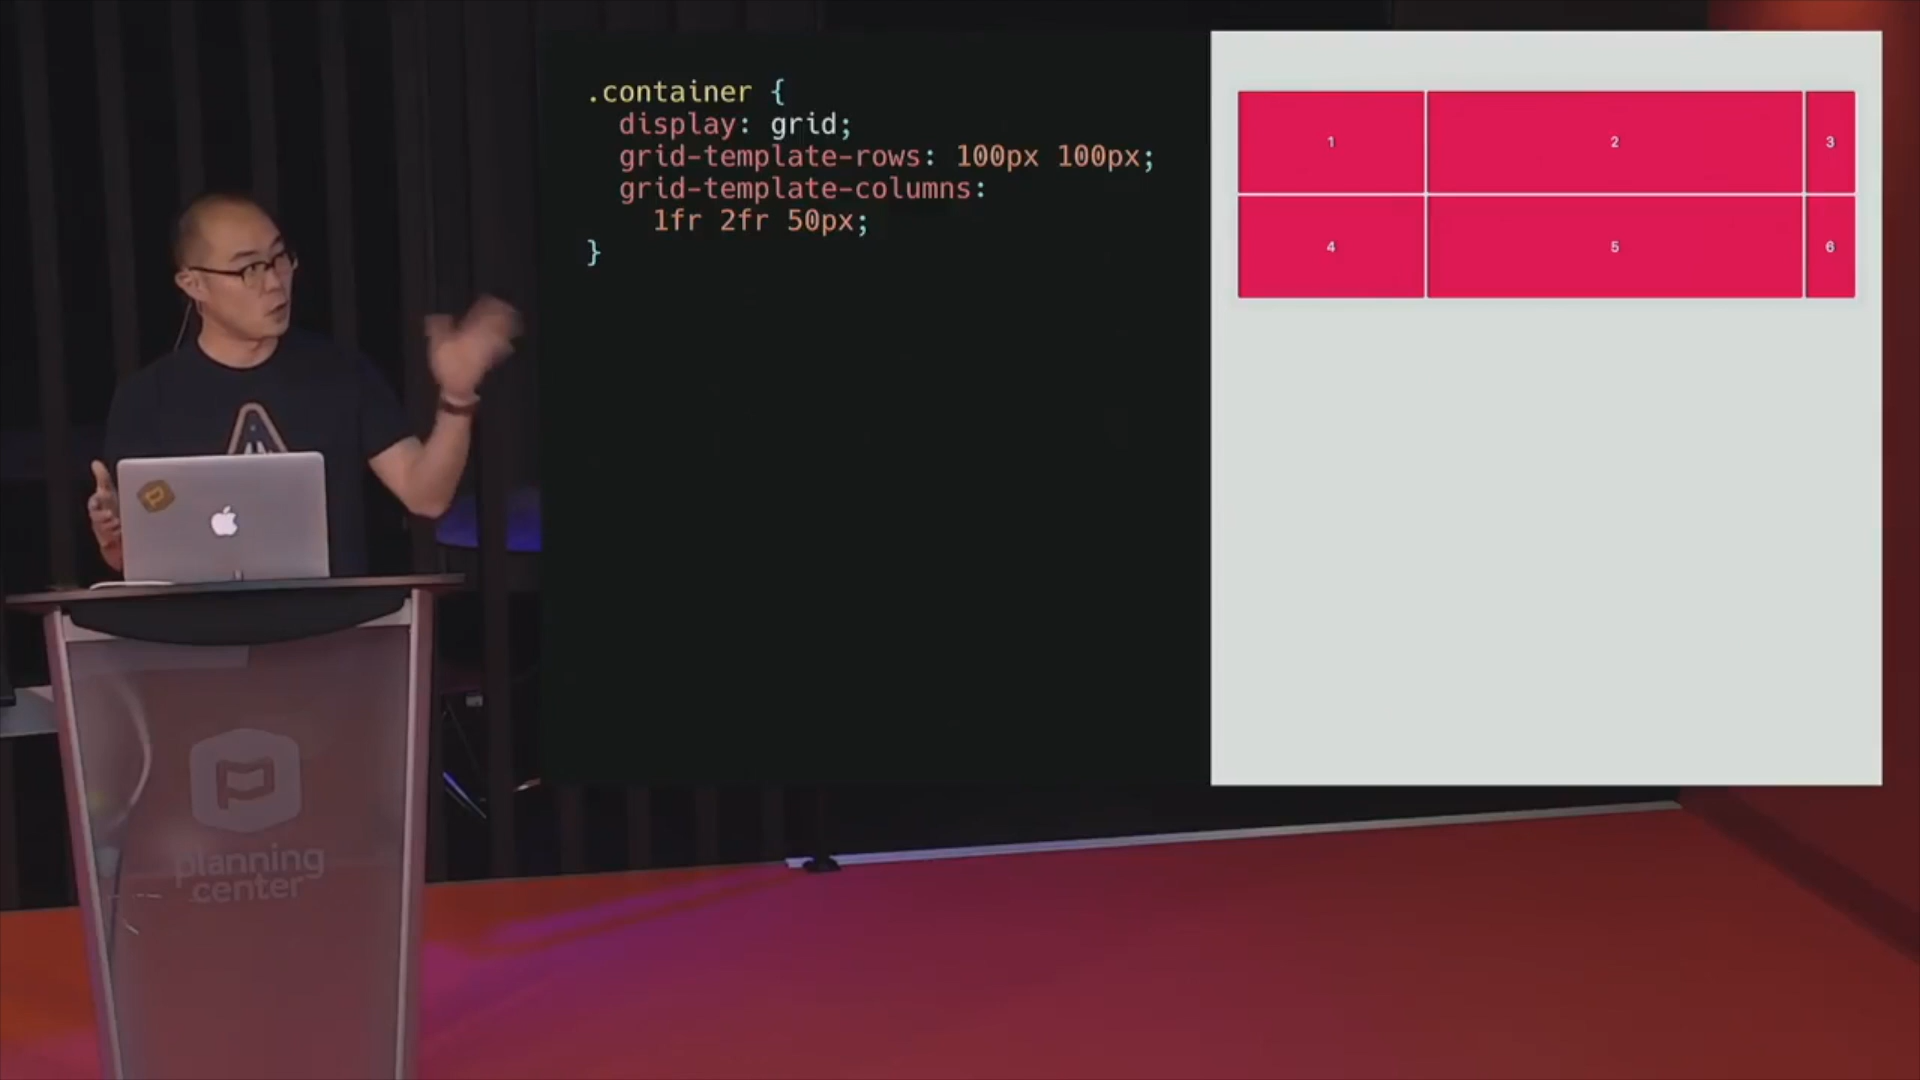 .container {
display: grid;
grid-template-rows: 100px 100px;
grid-template-columns:
1fr 2fr 50px;
}
1
2
3
4
5
6
planning
center